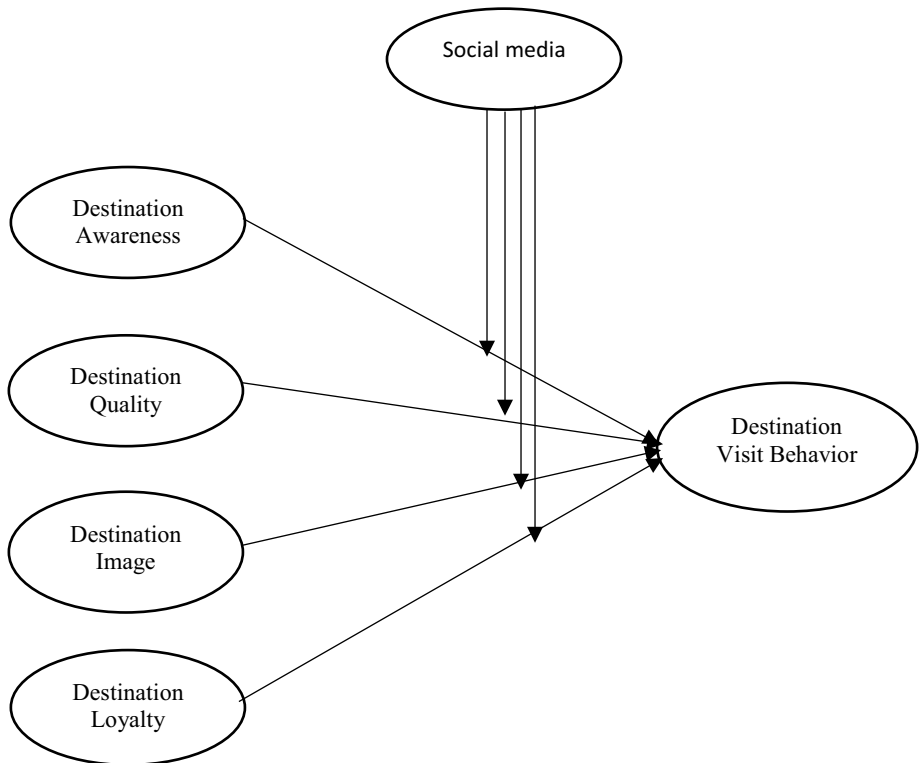 Social media
Destination
Awareness
Destination
Quality
Destination
Visit Behavior
Destination
Image
Destination
Loyalty